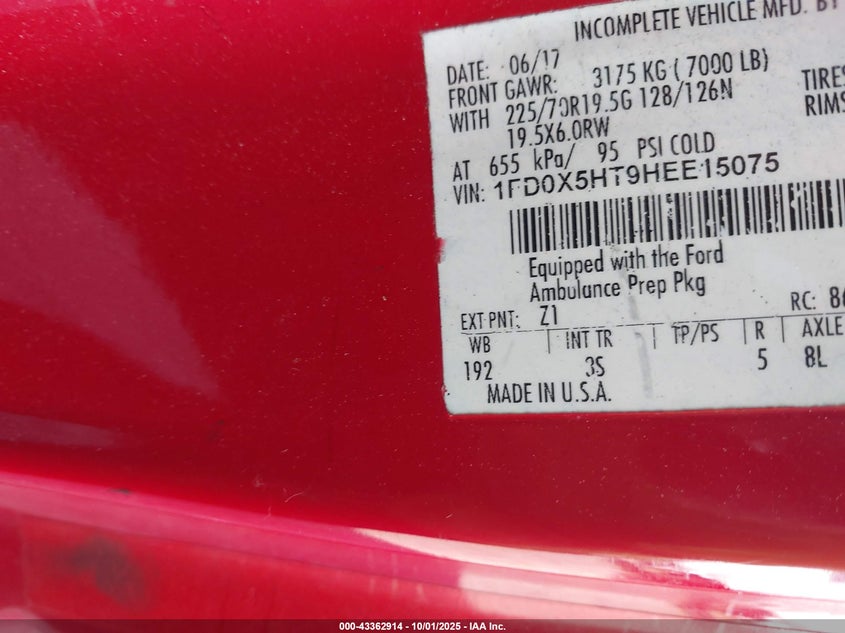 INCOMPLETE VEHICLE MFD. BY
DATE: 06/17
FRONT GAWR: 3175 KG ( 7000 LB)
WITH 225/70R19.5G 128/126N TIRES
19.5X6.0RW RIMS
AT 655 kPa/ 95 PSI COLD
VIN: 1FD0X5HT9HEE15075
Equipped with the Ford
Ambulance Prep Pkg
EXT PNT: Z1 RC: 86
WB | INT TR | TP/PS | R | AXLE
192 3S 5 8L
MADE IN U.S.A.
000-43362914 - 10/01/2025 - IAA Inc.